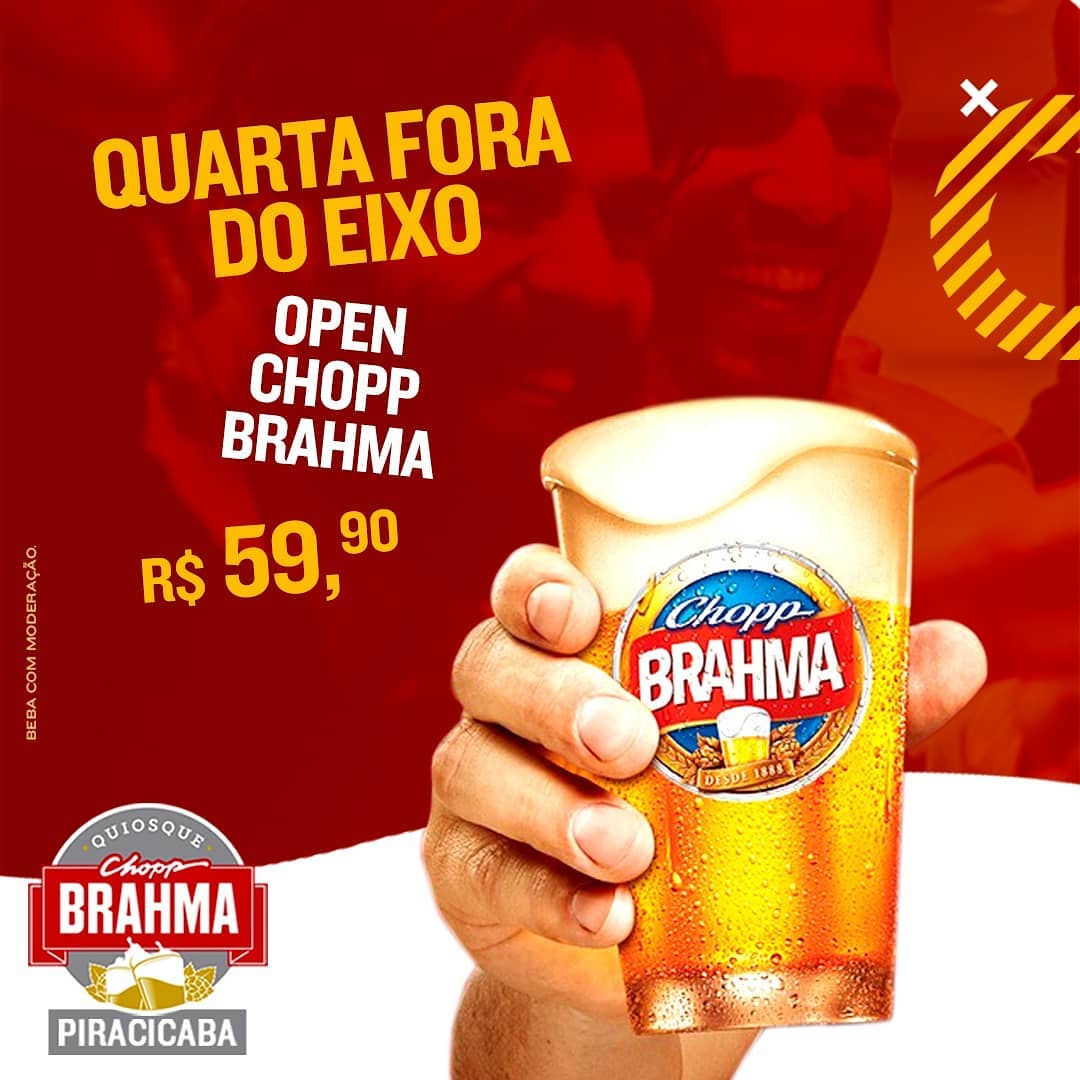 QUARTA FORA
DO EIXO
OPEN
CHOPP
BRAHMA
R$ 59,90
BEBA COM MODERAÇÃO.
Chopp
BRAHMA
DESDE 1888
QUIOSQUE
Chopp
BRAHMA
PIRACICABA